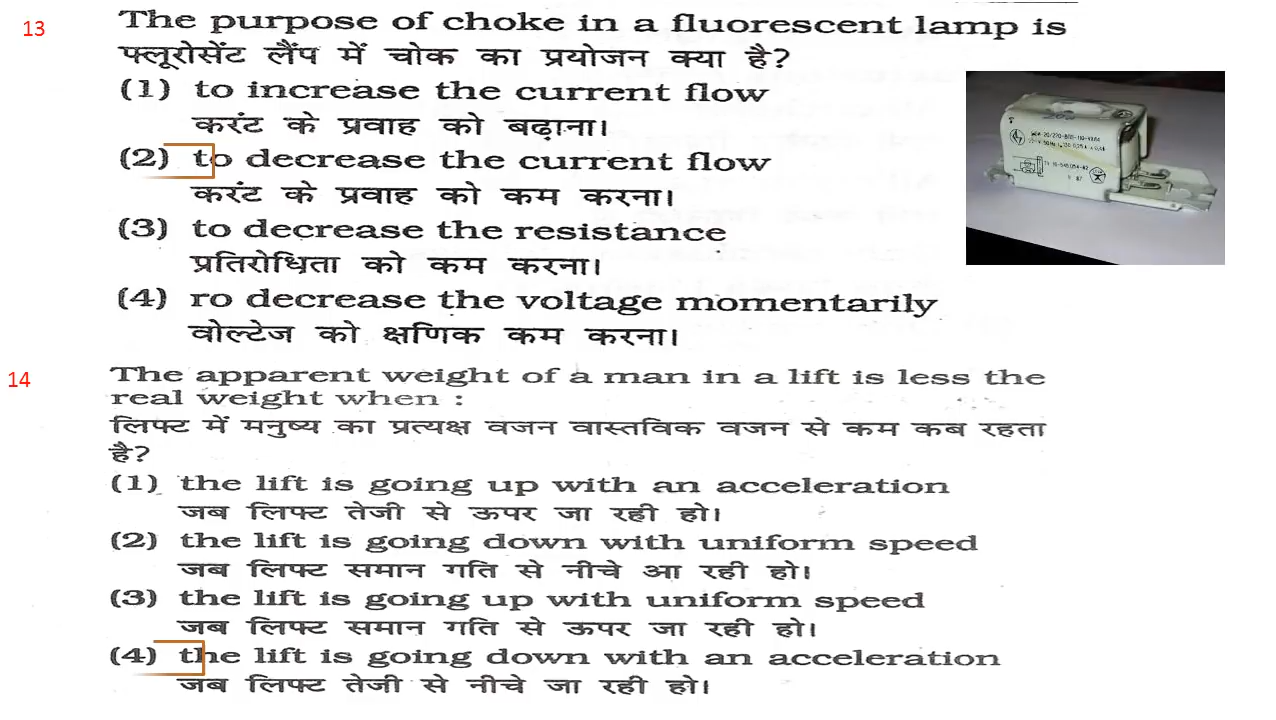 13
The purpose of choke in a fluorescent lamp is
फ्लूरोसेंट लैंप में चोक का प्रयोजन क्या है?
(1) to increase the current flow
करंट के प्रवाह को बढ़ाना।
(2) to decrease the current flow
करंट के प्रवाह को कम करना।
(3) to decrease the resistance
प्रतिरोधिता को कम करना।
(4) ro decrease the voltage momentarily
वोल्टेज को क्षणिक कम करना।
14
The apparent weight of a man in a lift is less the
real weight when :
लिफ्ट में मनुष्य का प्रत्यक्ष वजन वास्तविक वजन से कम कब रहता
है?
(1) the lift is going up with an acceleration
जब लिफ्ट तेजी से ऊपर जा रही हो।
(2) the lift is going down with uniform speed
जब लिफ्ट समान गति से नीचे आ रही हो।
(3) the lift is going up with uniform speed
जब लिफ्ट समान गति से ऊपर जा रही हो।
(4) the lift is going down with an acceleration
जब लिफ्ट तेजी से नीचे जा रही हो।